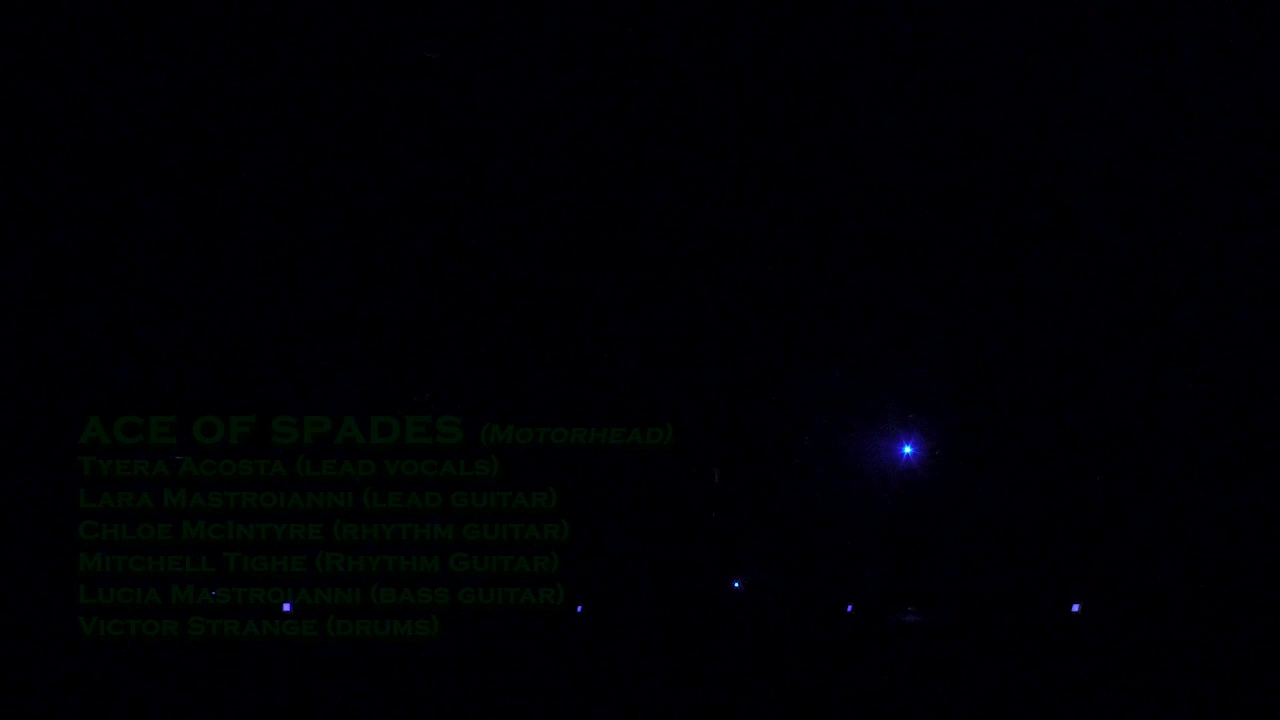 ACE OF SPADES (MOTORHEAD)
TYERA ACOSTA (LEAD VOCALS)
LARA MASTROIANNI (LEAD GUITAR)
CHLOE MCINTYRE (RHYTHM GUITAR)
MITCHELL TIGHE (RHYTHM GUITAR)
LUCIA MASTROIANNI (BASS GUITAR)
VICTOR STRANGE (DRUMS)